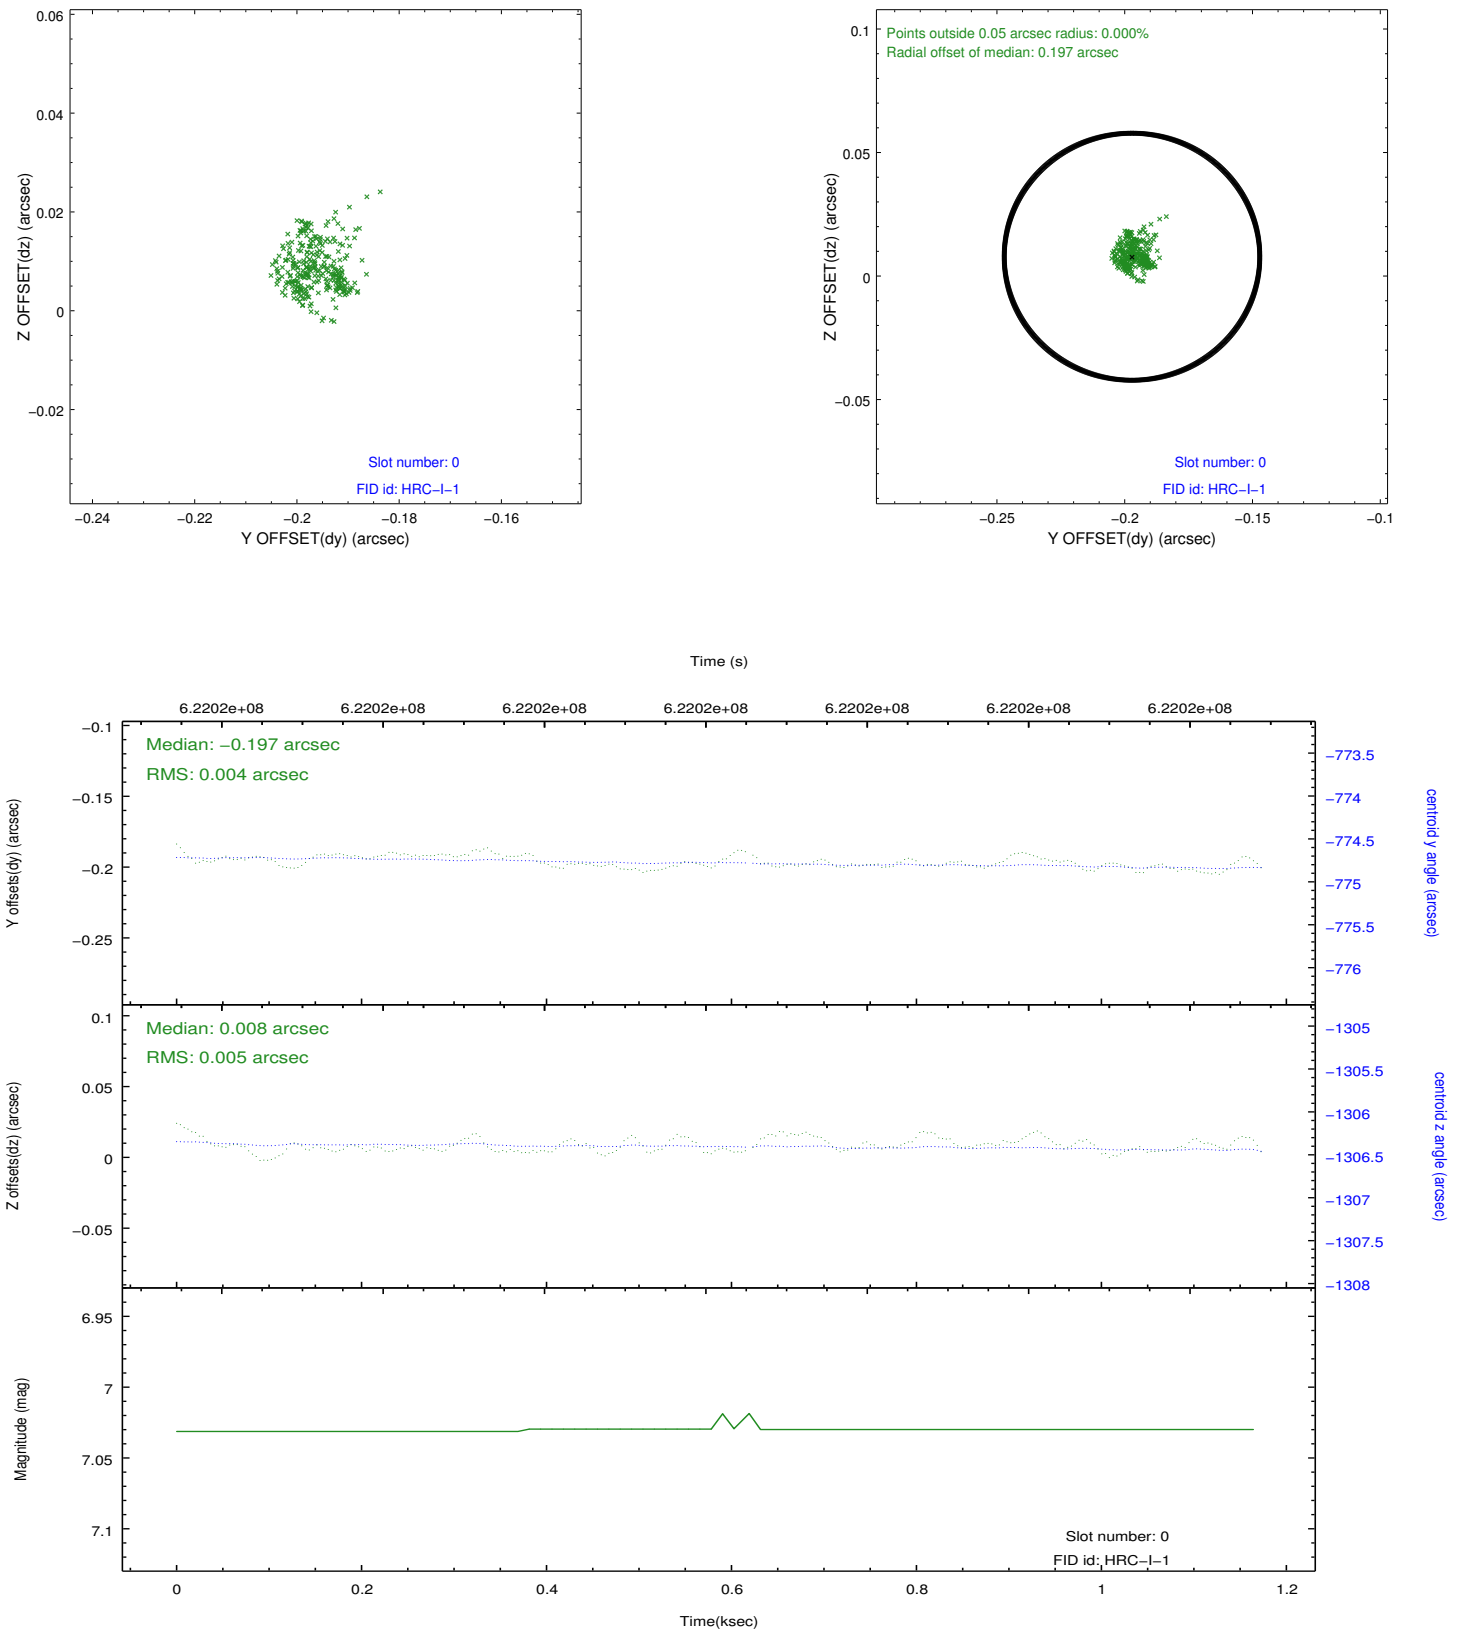 0.06
0.04
0.02
0
−0.02
Z OFFSET(dz) (arcsec)
Slot number: 0
FID id: HRC−I−1
−0.24 −0.22 −0.2 −0.18 −0.16
Y OFFSET(dy) (arcsec)
Points outside 0.05 arcsec radius: 0.000%
Radial offset of median: 0.197 arcsec
0.1
0.05
0
−0.05
Z OFFSET(dz) (arcsec)
Slot number: 0
FID id: HRC−I−1
−0.25 −0.2 −0.15 −0.1
Y OFFSET(dy) (arcsec)
Time (s)
6.2202e+08 6.2202e+08 6.2202e+08 6.2202e+08 6.2202e+08 6.2202e+08 6.2202e+08
Median: −0.197 arcsec
RMS: 0.004 arcsec
−0.1
−0.15
−0.2
−0.25
Y offsets(dy) (arcsec)
−773.5
−774
−774.5
−775
−775.5
−776
centroid y angle (arcsec)
Median: 0.008 arcsec
RMS: 0.005 arcsec
0.1
0.05
0
−0.05
Z offsets(dz) (arcsec)
−1305
−1305.5
−1306
−1306.5
−1307
−1307.5
−1308
centroid z angle (arcsec)
6.95
7
7.05
7.1
Magnitude (mag)
Slot number: 0
FID id: HRC−I−1
0 0.2 0.4 0.6 0.8 1 1.2
Time(ksec)